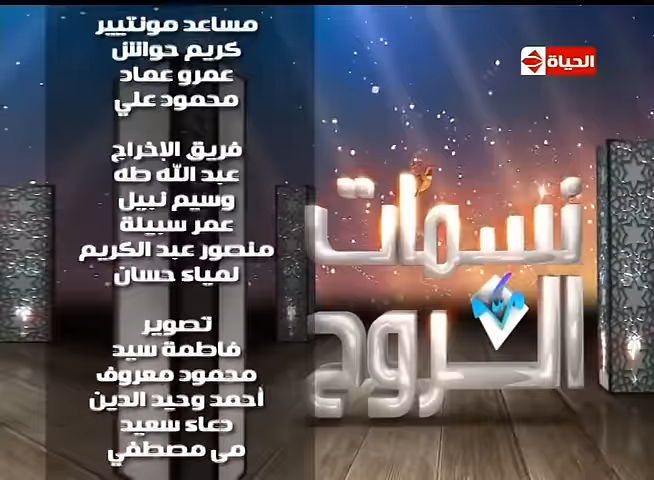 مساعد مونتيير
كريم حواش
عمرو عماد
محمود علي
فريق الإخراج
عبد الله طه
وسيم نبيل
عمر سبيلة
منصور عبد الكريم
لمياء حسان
تصوير
فاطمة سيد
محمود معروف
أحمد وحيد الدين
دعاء سعيد
مى مصطفي
الحياة
نسمات
الروح